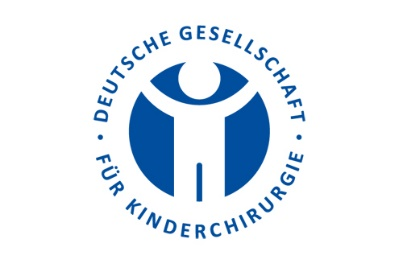 DEUTSCHE GESELLSCHAFT
FÜR KINDERCHIRURGIE